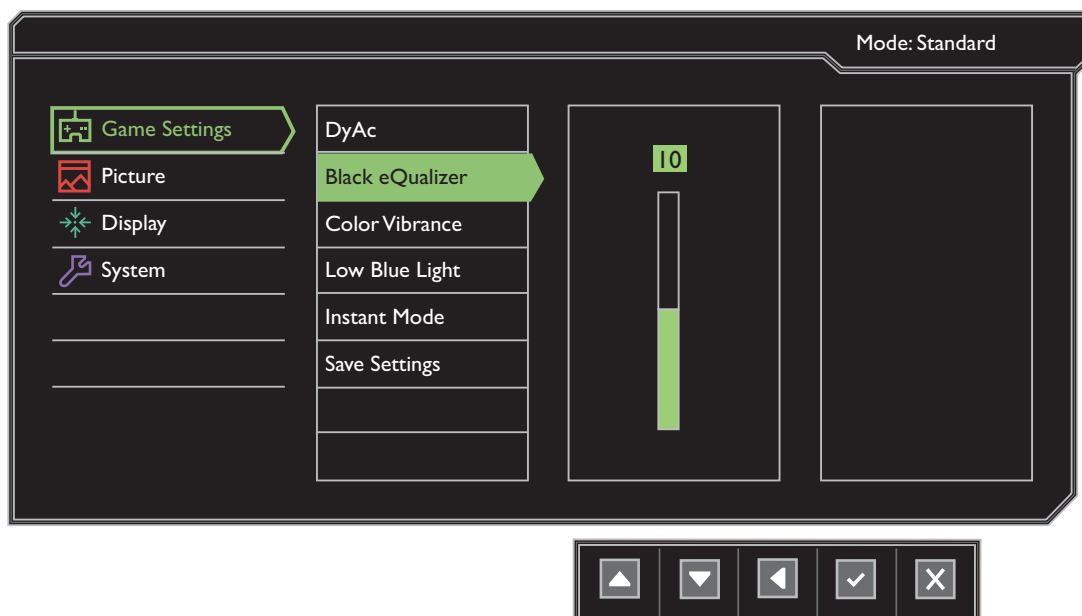 Mode: Standard
Game Settings
Picture
Display
System
DyAc
Black eQualizer
Color Vibrance
Low Blue Light
Instant Mode
Save Settings
10